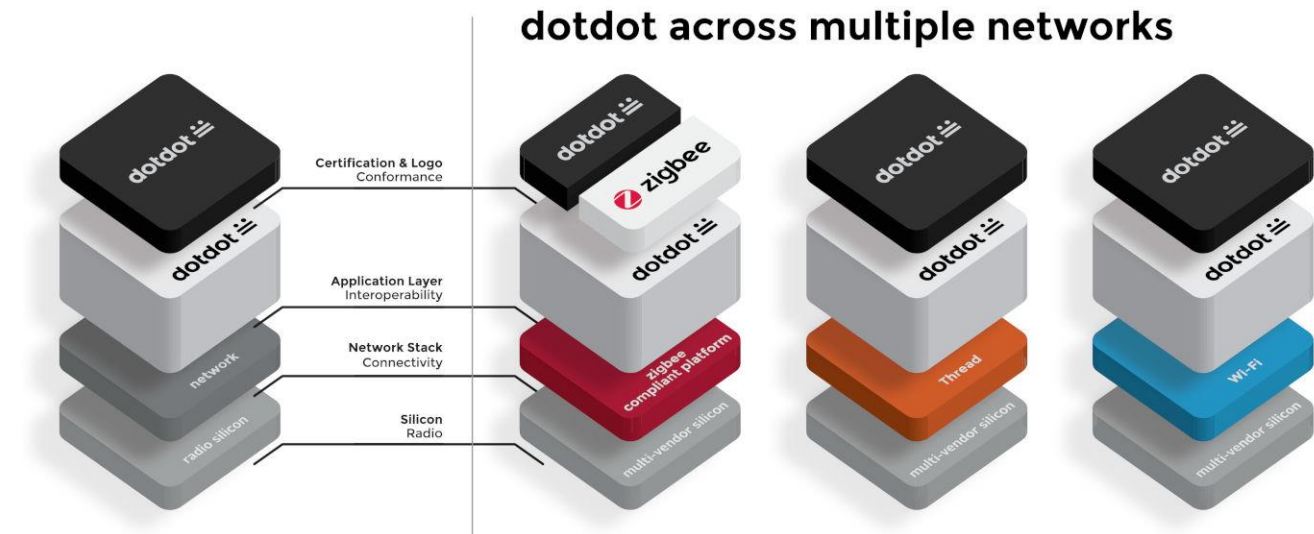 dotdot across multiple networks
dotdot
dotdot
network
radio silicon
Certification & Logo
Conformance
Application Layer
Interoperability
Network Stack
Connectivity
Silicon
Radio
dotdot
zigbee
dotdot
zigbee
compliant platform
multi-vendor silicon
dotdot
dotdot
Thread
multi-vendor silicon
dotdot
dotdot
Wi-Fi
multi-vendor silicon